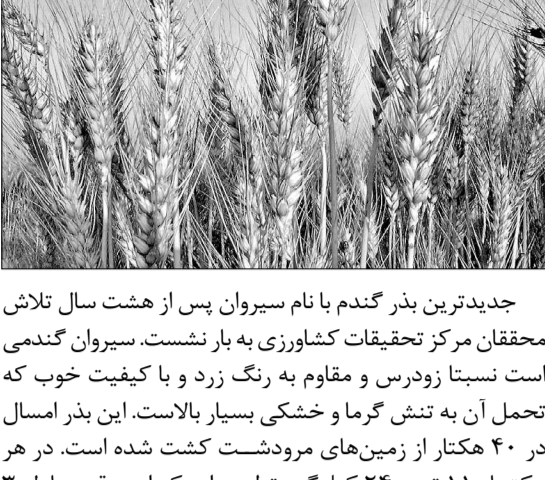 جدیدترین بذر گندم با نام سیروان پس از هشت سال تلاش
محققان مرکز تحقیقات کشاورزی به بار نشست. سیروان گندمی
است نسبتا زودرس و مقاوم به رنگ زرد و با کیفیت خوب که
تحمل آن به تنش گرما و خشکی بسیار بالاست. این بذر امسال
در ۴۰ هکتار از زمین‌های مرودشت کشت شده است. در هر